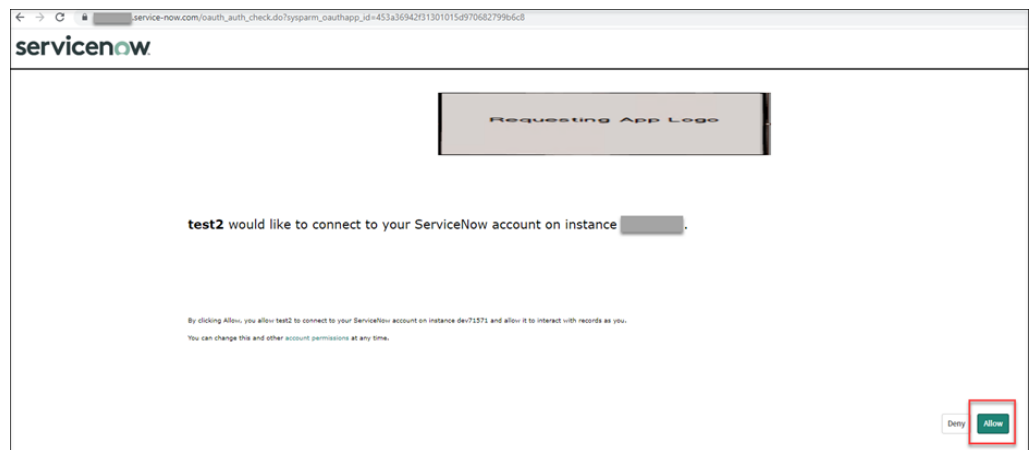 .service-now.com/oauth_auth_check.do?sysparm_oauthapp_id=453a36942f31301015d970682799b6c8
servicenow.
Requesting App Logo
test2 would like to connect to your ServiceNow account on instance .
By clicking Allow, you allow test2 to connect to your ServiceNow account on instance dev71571 and allow it to interact with records as you.
You can change this and other account permissions at any time.
Deny Allow